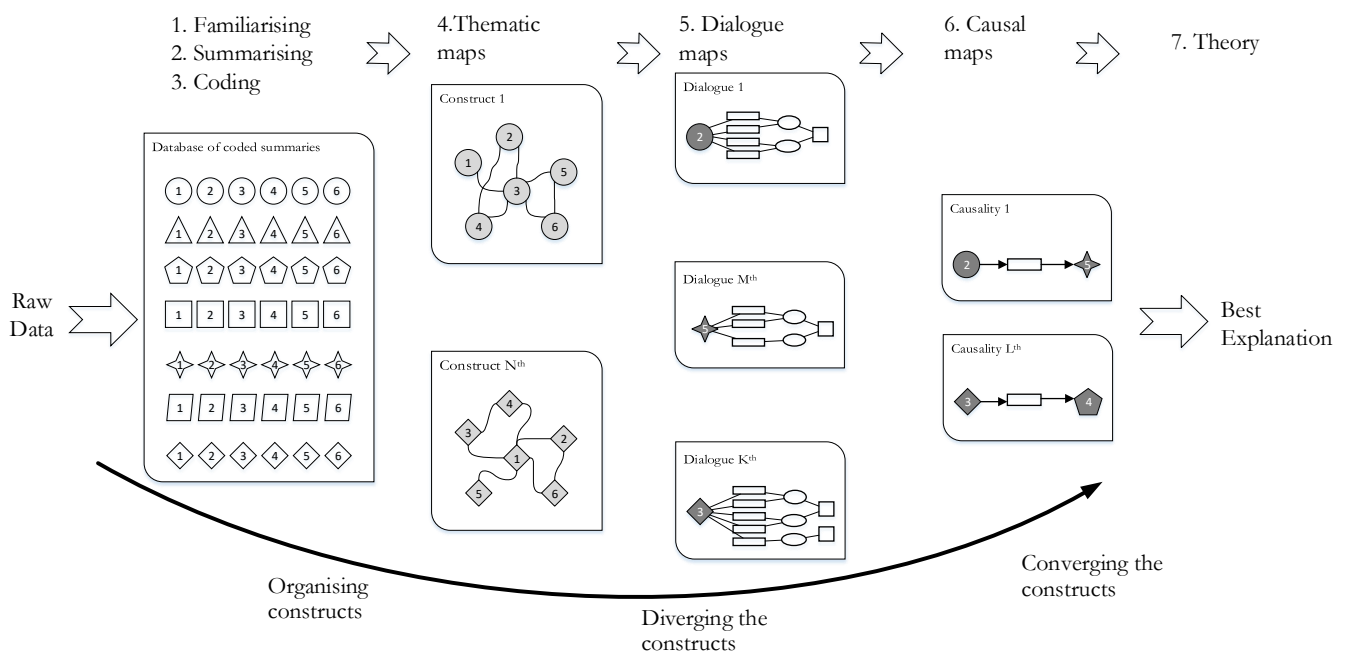 1. Familiarising
2. Summarising
3. Coding
4.Thematic
maps
5. Dialogue
maps
6. Causal
maps
7. Theory
Raw
Data
Database of coded summaries
1 2 3 4 5 6
1 2 3 4 5 6
1 2 3 4 5 6
1 2 3 4 5 6
1 2 3 4 5 6
1 2 3 4 5 6
1 2 3 4 5 6
Construct 1
2
1
5
3
4
6
Construct Nth
4
3
2
1
5
6
Dialogue 1
2
Dialogue Mth
5
Dialogue Kth
3
Causality 1
2 5
Causality Lth
3 4
Best
Explanation
Organising
constructs
Diverging the
constructs
Converging the
constructs